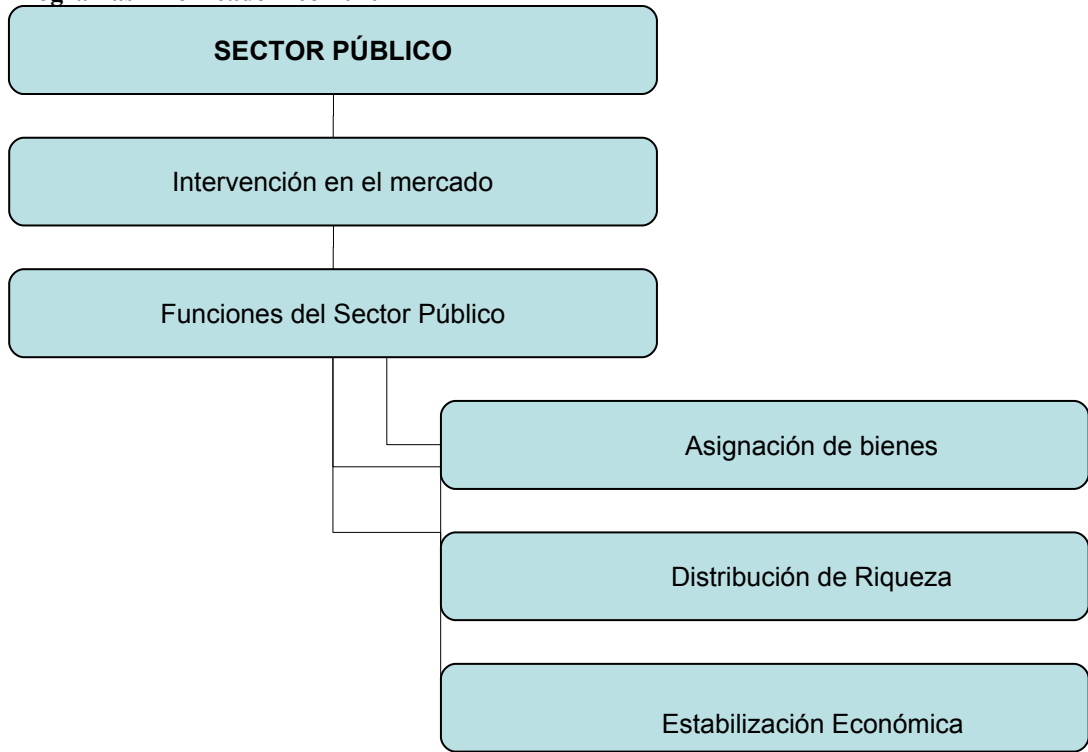 SECTOR PÚBLICO
Intervención en el mercado
Funciones del Sector Público
Asignación de bienes
Distribución de Riqueza
Estabilización Económica